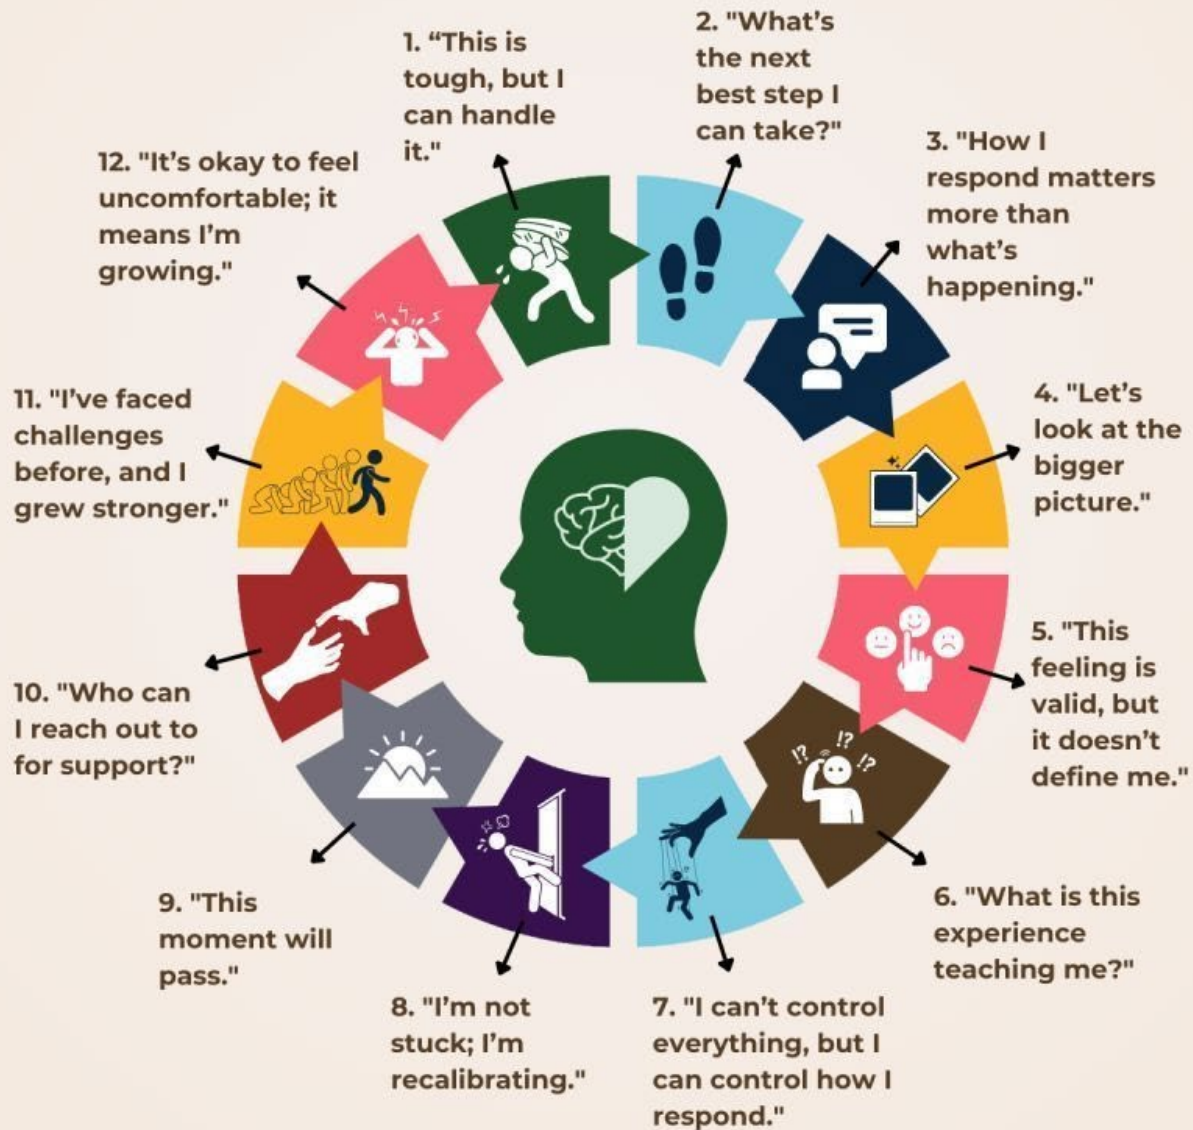 1. “This is
tough, but I
can handle
it."
2. "What’s
the next
best step I
can take?"
3. "How I
respond matters
more than
what’s
happening."
4. "Let’s
look at the
bigger
picture."
5. "This
feeling is
valid, but
it doesn’t
define me."
6. "What is this
experience
teaching me?"
7. "I can’t control
everything, but I
can control how I
respond."
8. "I’m not
stuck; I’m
recalibrating."
9. "This
moment will
pass."
10. "Who can
I reach out to
for support?"
11. "I’ve faced
challenges
before, and I
grew stronger."
12. "It’s okay to feel
uncomfortable; it
means I’m
growing."
!?
!?
!?